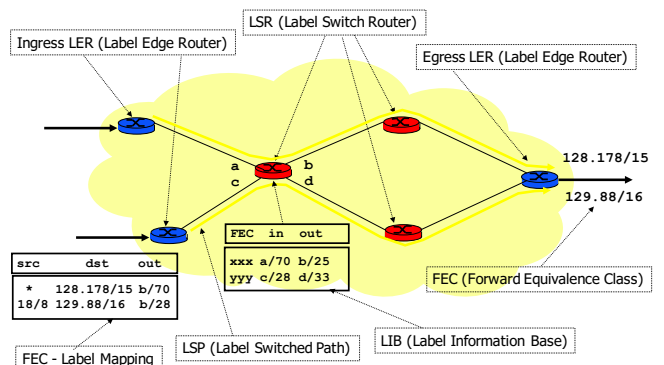 LSR (Label Switch Router)
Ingress LER (Label Edge Router)
Egress LER (Label Edge Router)
128.178/15
a b
c d
129.88/16
FEC in out
xxx a/70 b/25
yyy c/28 d/33
src dst out
* 128.178/15 b/70
18/8 129.88/16 b/28
FEC (Forward Equivalence Class)
LSP (Label Switched Path)
LIB (Label Information Base)
FEC - Label Mapping